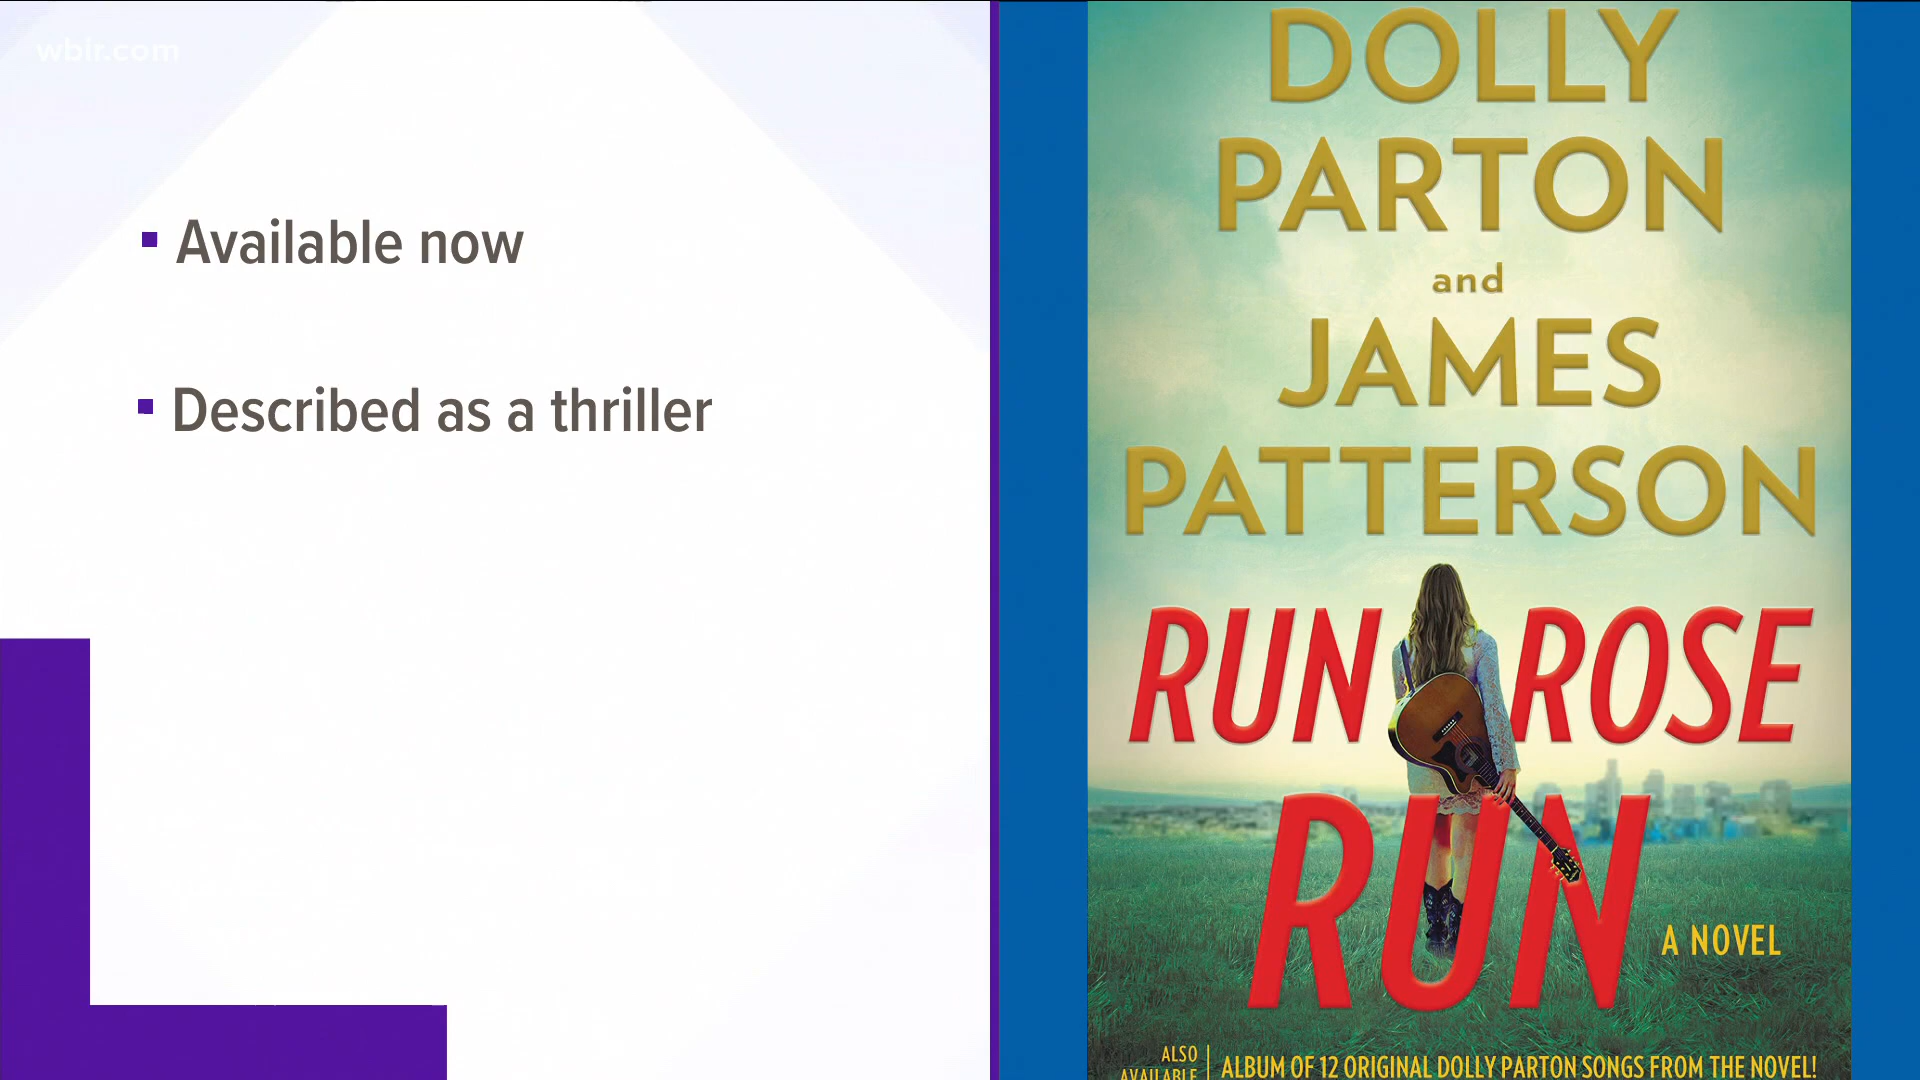 wbir.com
Available now
Described as a thriller
DOLLY
PARTON
and
JAMES
PATTERSON
RUN ROSE
RUN
A NOVEL
ALSO
AVAILABLE
ALBUM OF 12 ORIGINAL DOLLY PARTON SONGS FROM THE NOVEL!